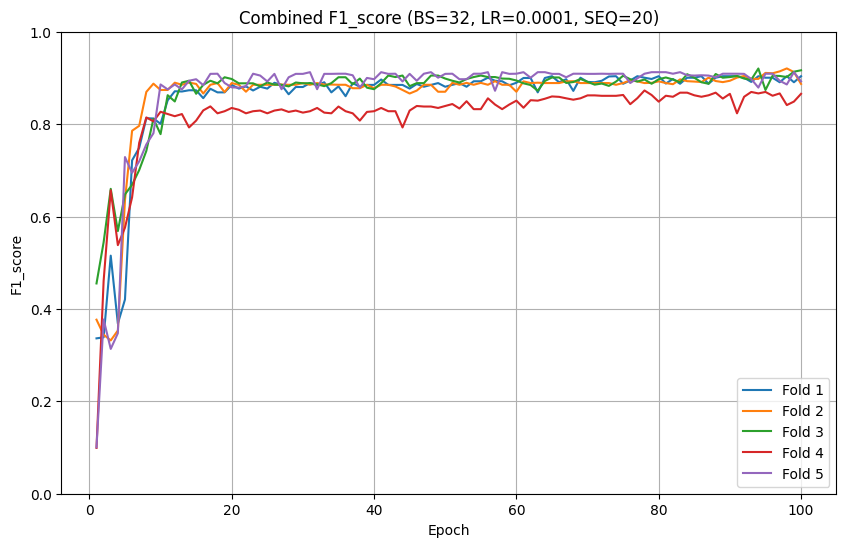 Combined F1_score (BS=32, LR=0.0001, SEQ=20)
1.0
0.8
0.6
0.4
0.2
0.0
F1_score
0 20 40 60 80 100
Epoch
Fold 1
Fold 2
Fold 3
Fold 4
Fold 5